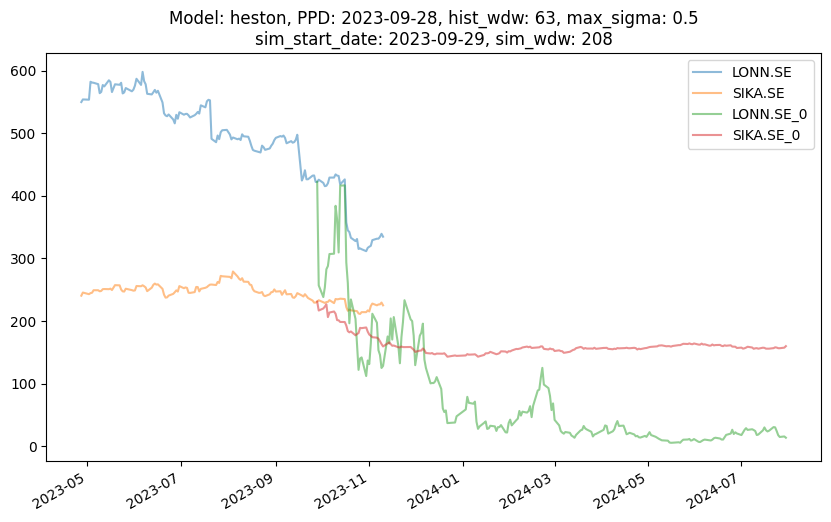 Model: heston, PPD: 2023-09-28, hist_wdw: 63, max_sigma: 0.5
sim_start_date: 2023-09-29, sim_wdw: 208
LONN.SE
SIKA.SE
LONN.SE_0
SIKA.SE_0
600
500
400
300
200
100
0
2023-05
2023-07
2023-09
2023-11
2024-01
2024-03
2024-05
2024-07